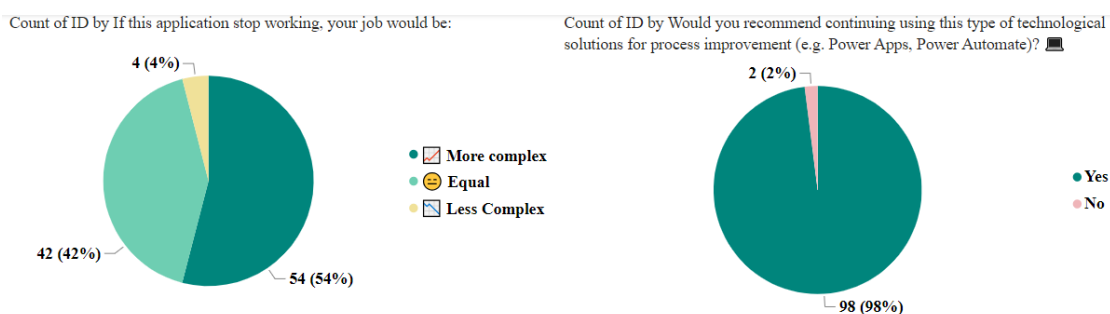 Count of ID by If this application stop working, your job would be:
4 (4%)
42 (42%)
54 (54%)
More complex
Equal
Less Complex
Count of ID by Would you recommend continuing using this type of technological
solutions for process improvement (e.g. Power Apps, Power Automate)?
2 (2%)
98 (98%)
Yes
No